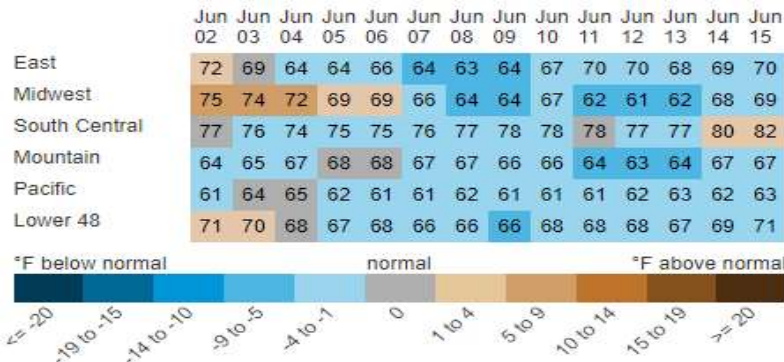 Jun Jun Jun Jun Jun Jun Jun Jun Jun Jun Jun Jun Jun Jun
02 03 04 05 06 07 08 09 10 11 12 13 14 15
East 72 69 64 64 66 64 63 64 67 70 70 68 69 70
Midwest 75 74 72 69 69 66 64 64 67 62 61 62 68 69
South Central 77 76 74 75 75 76 77 78 78 78 77 77 80 82
Mountain 64 65 67 68 68 67 67 66 66 64 63 64 67 67
Pacific 61 64 65 62 61 61 62 61 61 61 62 63 62 63
Lower 48 71 70 68 67 68 66 66 66 68 68 68 67 69 71
°F below normal normal °F above normal
<= -20 -19 to -15 -14 to -10 -9 to -5 -4 to -1 0 1 to 4 5 to 9 10 to 14 15 to 19 >= 20